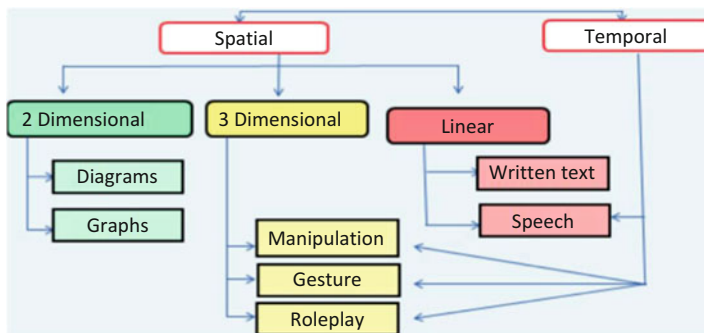 Spatial
Temporal
2 Dimensional
3 Dimensional
Linear
Diagrams
Written text
Graphs
Speech
Manipulation
Gesture
Roleplay